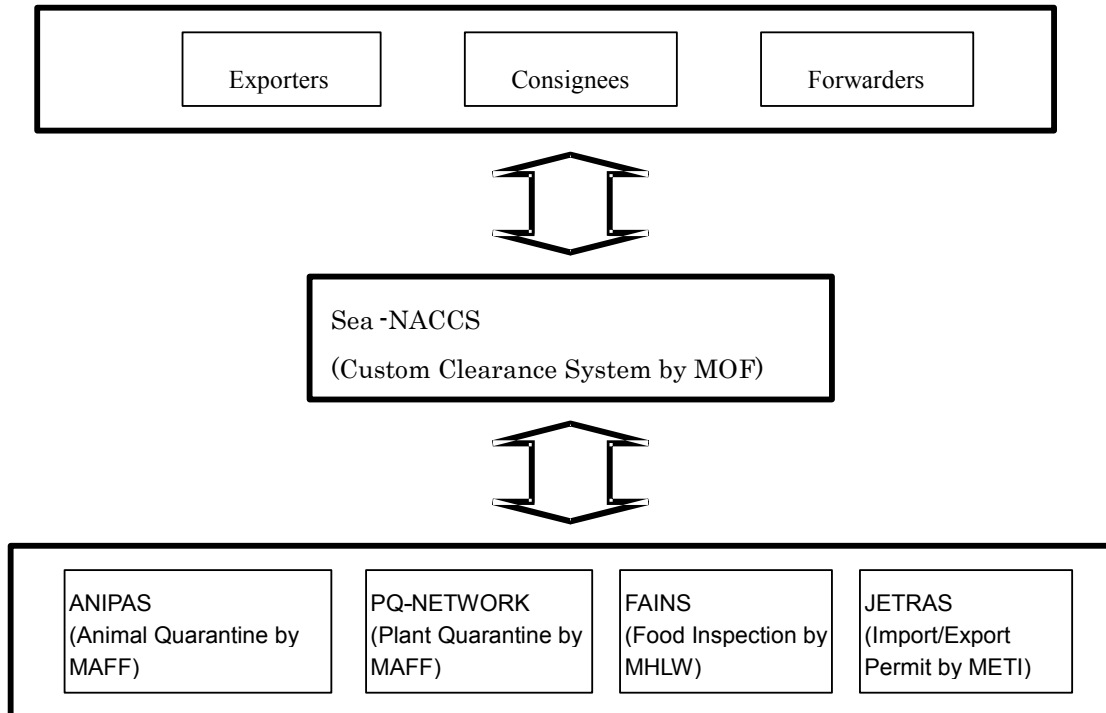 Exporters
Consignees
Forwarders
Sea -NACCS
(Custom Clearance System by MOF)
ANIPAS
(Animal Quarantine by
MAFF)
PQ-NETWORK
(Plant Quarantine by
MAFF)
FAINS
(Food Inspection by
MHLW)
JETRAS
(Import/Export
Permit by METI)